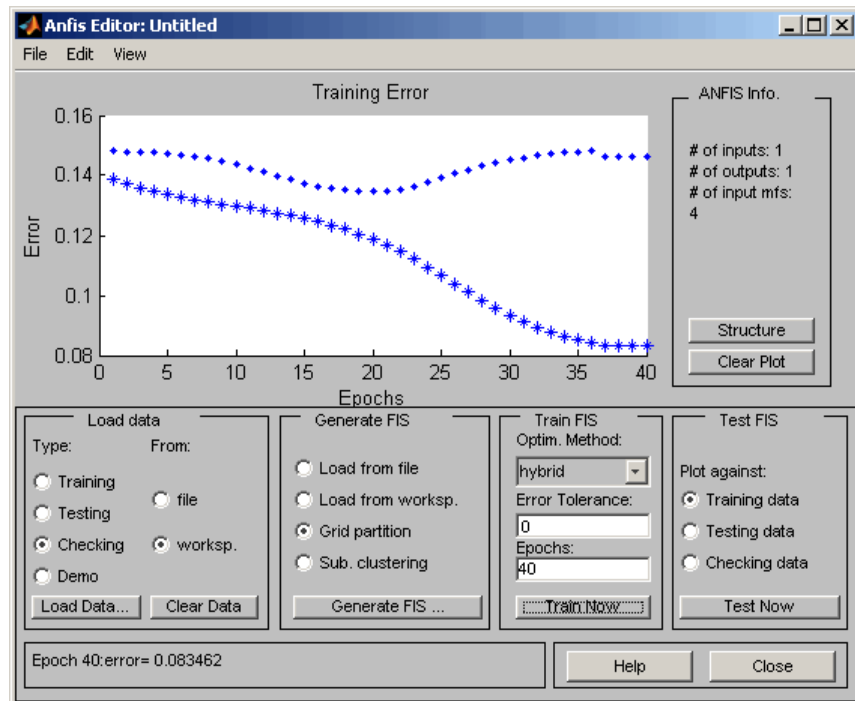 Anfis Editor: Untitled
File Edit View
Training Error
0.16
0.14
0.12
0.1
0.08
Error
0 5 10 15 20 25 30 35 40
Epochs
ANFIS Info.
# of inputs: 1
# of outputs: 1
# of input mfs:
4
Structure
Clear Plot
Load data
Type: From:
Training
file
Testing
Checking
worksp.
Demo
Load Data... Clear Data
Generate FIS
Load from file
Load from worksp.
Grid partition
Sub. clustering
Generate FIS ...
Train FIS
Optim. Method:
hybrid
Error Tolerance:
0
Epochs:
40
Train Now
Test FIS
Plot against:
Training data
Testing data
Checking data
Test Now
Epoch 40:error= 0.083462
Help Close